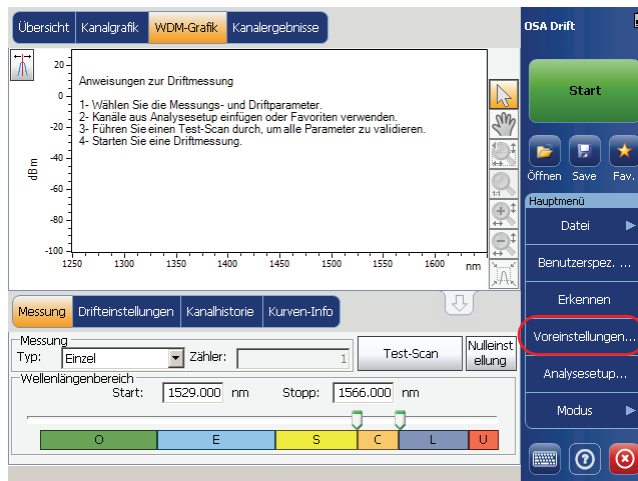 Übersicht Kanalgrafik WDM-Grafik Kanalergebnisse
OSA Drift
20
0
-20
-40
-60
-80
-100
dBm
Anweisungen zur Driftmessung
1- Wählen Sie die Messungs- und Driftparameter.
2- Kanäle aus Analysesetup einfügen oder Favoriten verwenden.
3- Führen Sie einen Test-Scan durch, um alle Parameter zu validieren.
4- Starten Sie eine Driftmessung.
1250 1300 1350 1400 1450 1500 1550 1600 nm
1:1
Start
Öffnen Save Fav.
Hauptmenü
Datei
Benutzerspez. ...
Erkennen
Voreinstellungen...
Analysesetup...
Modus
Messung Drifteinstellungen Kanalhistorie Kurven-Info
Messung
Typ: Einzel Zähler: 1 Test-Scan Nulleinst
ellung
Wellenlängenbereich
Start: 1529.000 nm Stopp: 1566.000 nm
O E S C L U